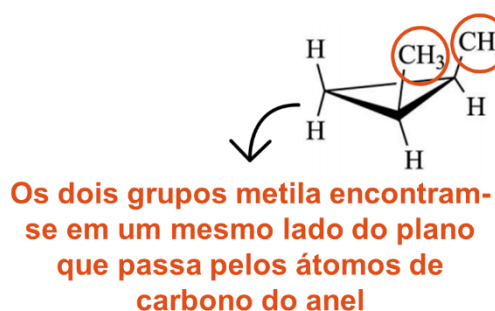 H
CH₃
CH
H
H
H
Os dois grupos metila encontram-
se em um mesmo lado do plano
que passa pelos átomos de
carbono do anel